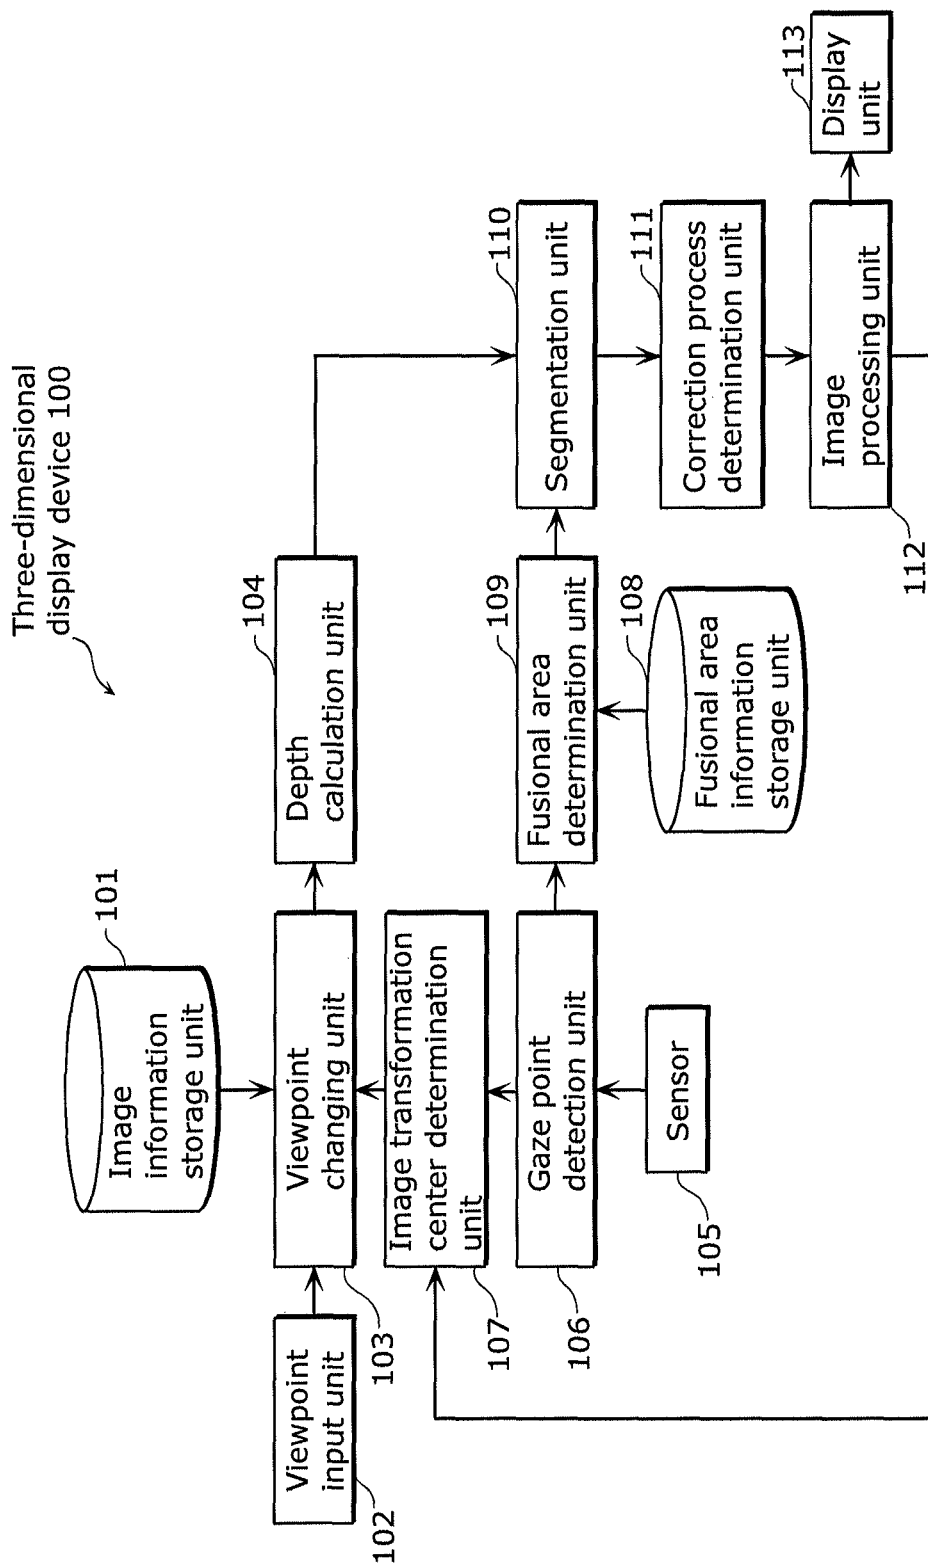 Three-dimensional
display device 100
101
Image
information
storage unit
Viewpoint
input unit
102
Viewpoint
changing unit
103
Depth
calculation unit
104
Image transformation
center determination
unit
107
Gaze point
detection unit
106
Sensor
105
Fusional area
determination unit
109
108
Fusional area
information
storage unit
Segmentation unit
110
Correction process
determination unit
111
Image
processing unit
112
Display
unit
113